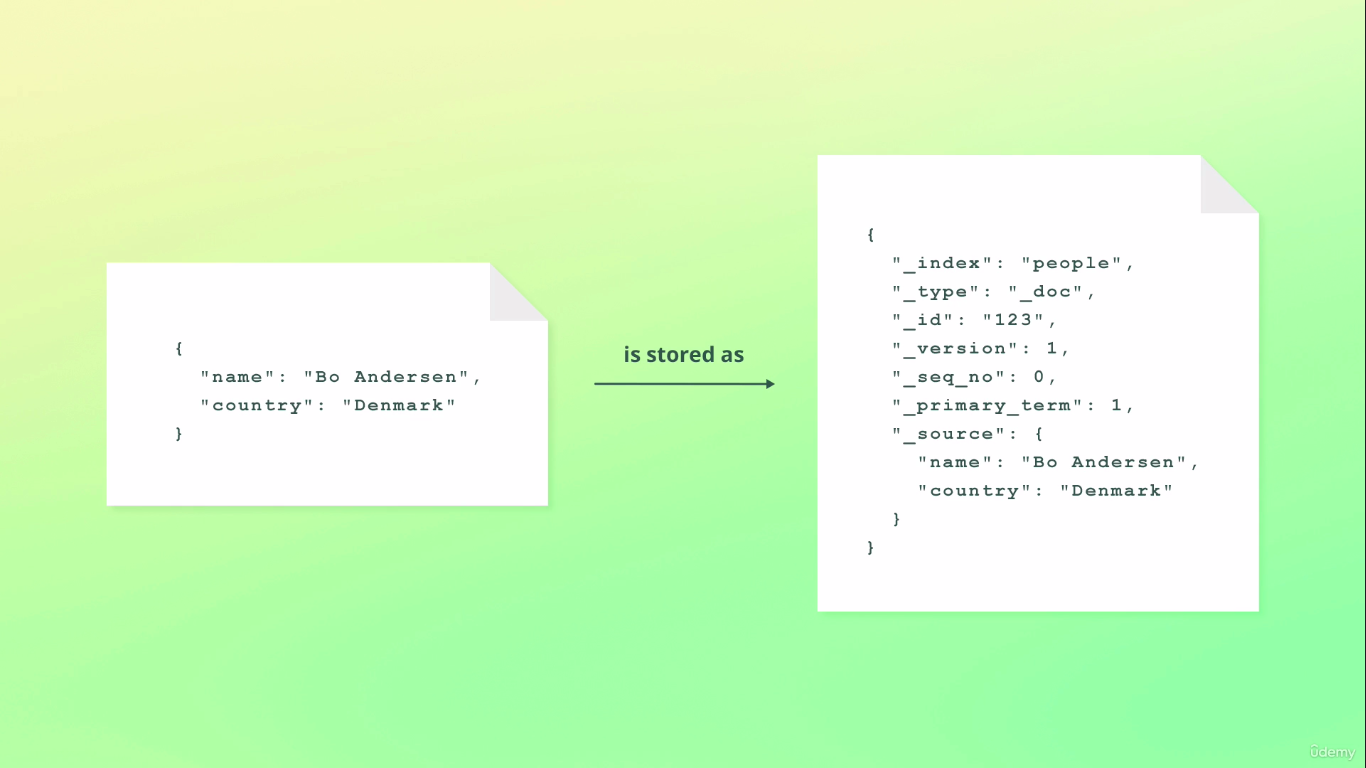 {
"name": "Bo Andersen",
"country": "Denmark"
}
is stored as
{
"_index": "people",
"_type": "_doc",
"_id": "123",
"_version": 1,
"_seq_no": 0,
"_primary_term": 1,
"_source": {
"name": "Bo Andersen",
"country": "Denmark"
}
}
ûdemy